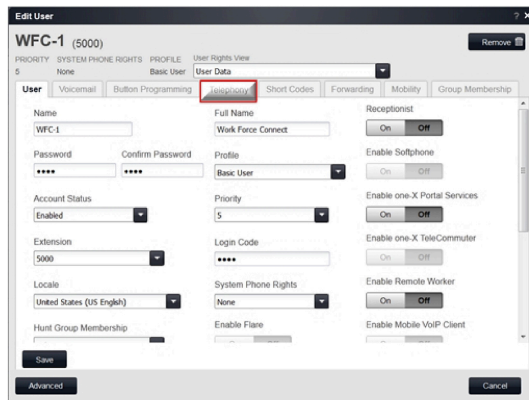 Edit User
? X
WFC-1 (5000)
Remove
PRIORITY SYSTEM PHONE RIGHTS PROFILE User Rights View
5 None Basic User User Data
User Voicemail Button Programming Telephony Short Codes Forwarding Mobility Group Membership
Name Full Name Receptionist
WFC-1 Work Force Connect On Off
Password Confirm Password Profile Enable Softphone
•••• •••• Basic User On Off
Account Status Priority Enable one-X Portal Services
Enabled 5 On Off
Extension Login Code Enable one-X TeleCommuter
5000 •••• On Off
Locale System Phone Rights Enable Remote Worker
United States (US English) None On Off
Hunt Group Membership Enable Flare Enable Mobile VoIP Client
Save
Advanced Cancel